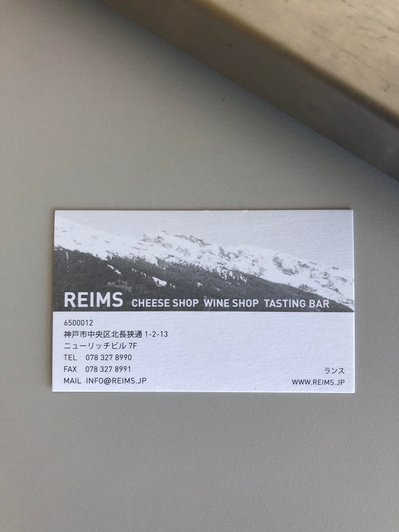 REIMS CHEESE SHOP WINE SHOP TASTING BAR
6500012
神戸市中央区北長狭通 1-2-13
ニューリッチビル 7F
TEL 078 327 8990
FAX 078 327 8991
ランス
MAIL INFO@REIMS.JP
WWW.REIMS.JP